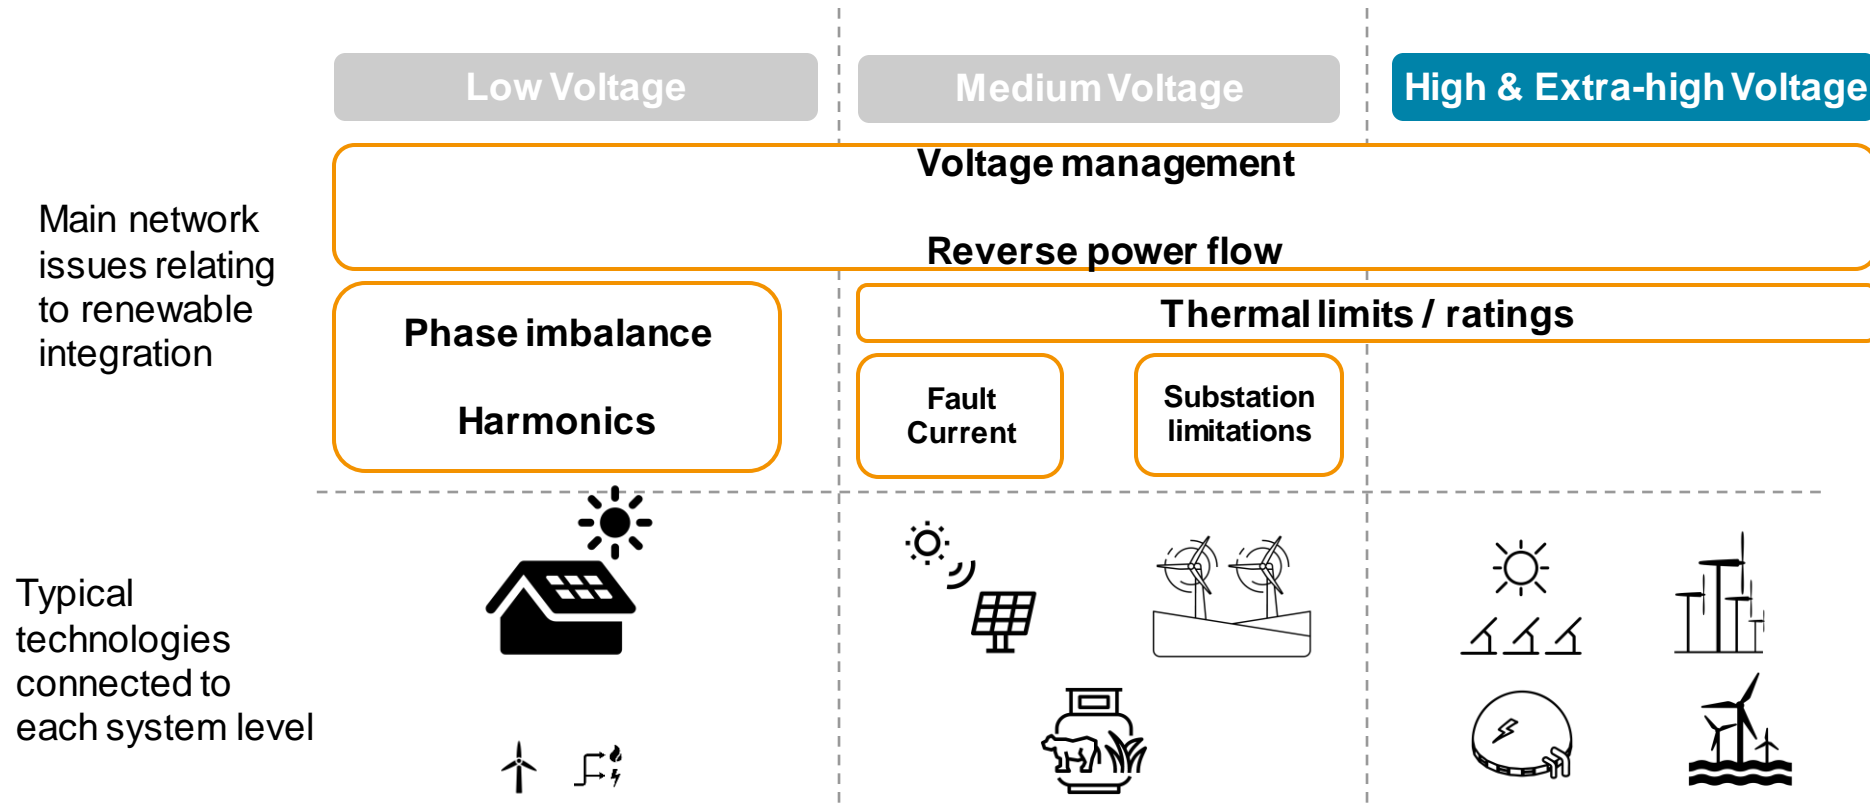 Low Voltage
Medium Voltage
High & Extra-high Voltage
Main network
issues relating
to renewable
integration
Voltage management
Reverse power flow
Phase imbalance
Harmonics
Thermal limits / ratings
Fault
Current
Substation
limitations
Typical
technologies
connected to
each system level